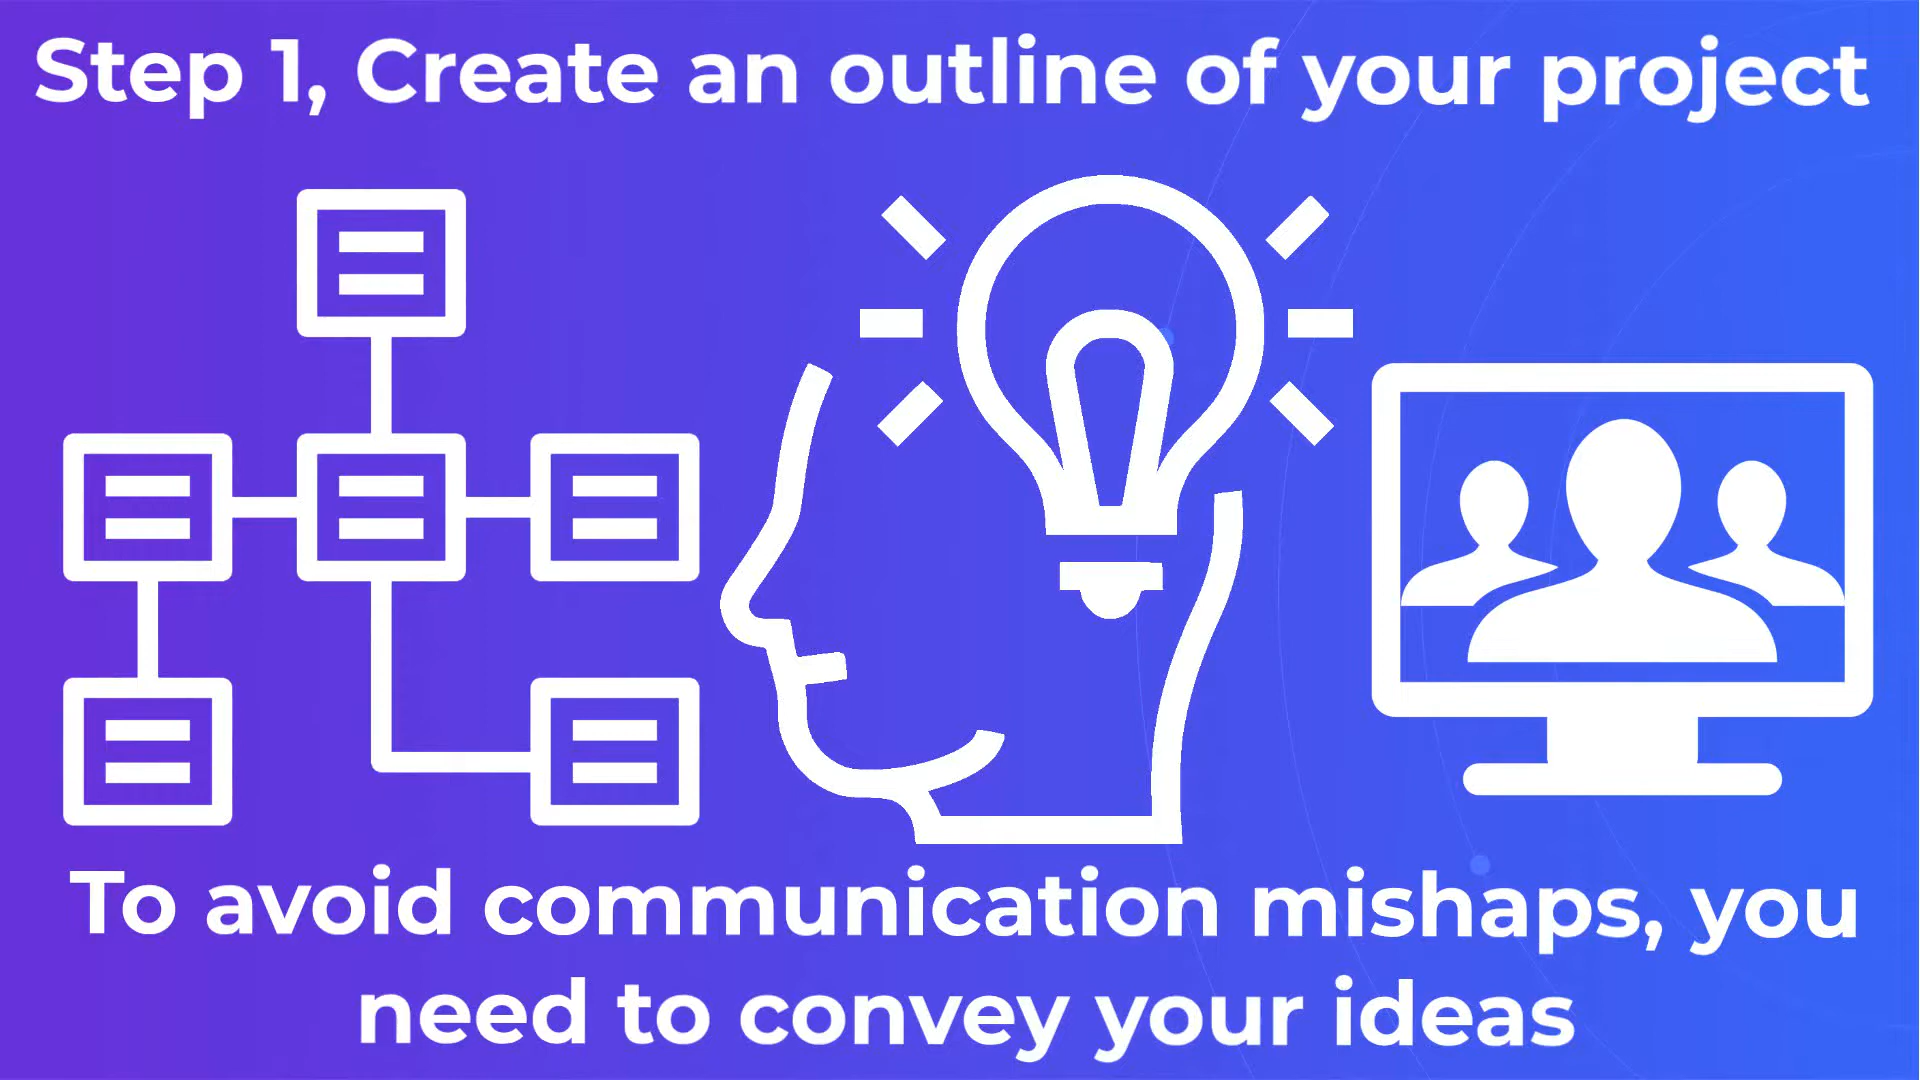 Step 1, Create an outline of your project
To avoid communication mishaps, you
need to convey your ideas